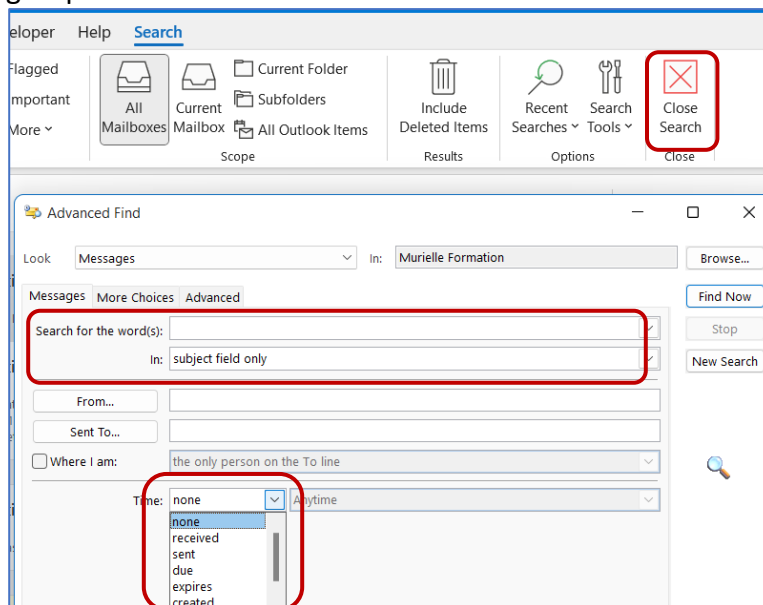 eloper Help Search
Flagged
mportant
More
All
Mailboxes
Current
Mailbox
Current Folder
Subfolders
All Outlook Items
Include
Deleted Items
Recent
Searches
Search
Tools
Close
Search
Scope
Results
Options
Close
Advanced Find
Look Messages In: Murielle Formation Browse...
Messages More Choices Advanced Find Now
Search for the word(s): Stop
In: subject field only New Search
From...
Sent To...
Where I am: the only person on the To line
Time: none Anytime
none
received
sent
due
expires
created